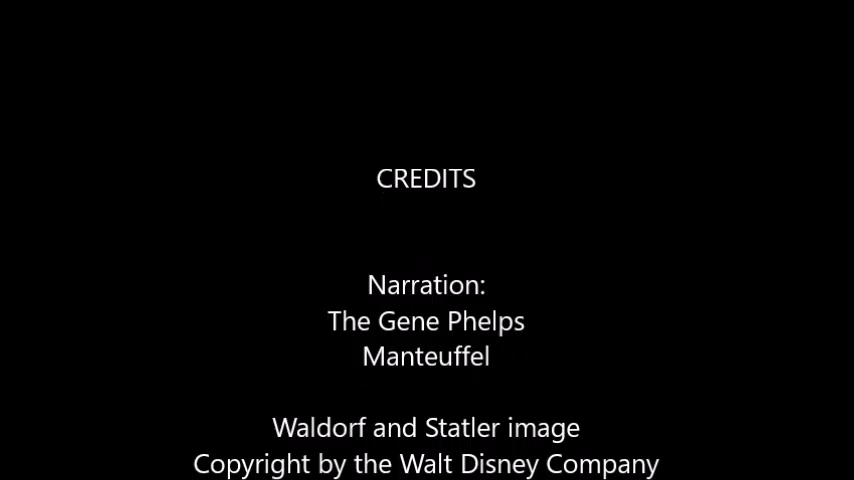 CREDITS
Narration:
The Gene Phelps
Manteuffel
Waldorf and Statler image
Copyright by the Walt Disney Company